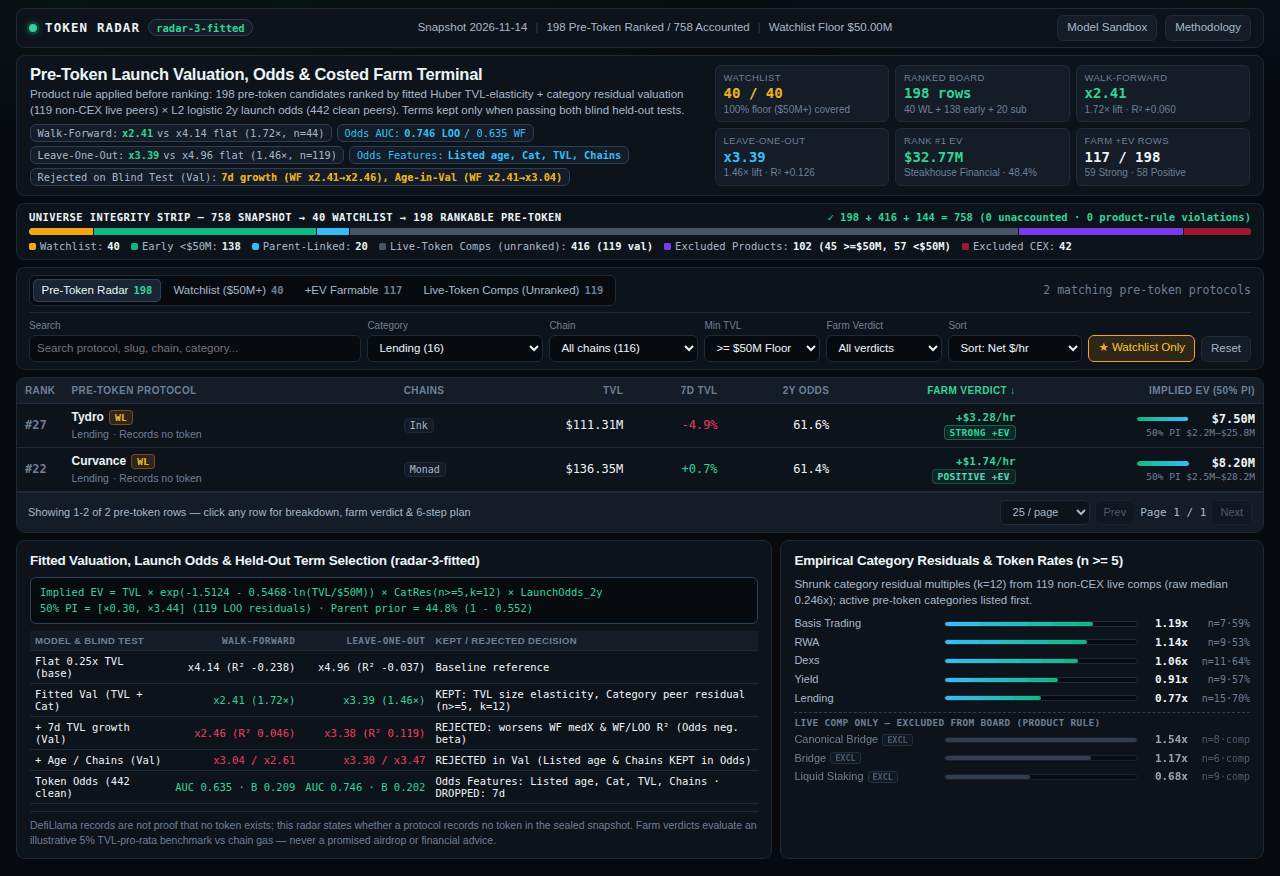 TOKEN RADAR radar-3-fitted Snapshot 2026-11-14 | 198 Pre-Token Ranked / 758 Accounted | Watchlist Floor $50.00M Model Sandbox Methodology
Pre-Token Launch Valuation, Odds & Costed Farm Terminal
Product rule applied before ranking: 198 pre-token candidates ranked by fitted Huber TVL-elasticity + category residual valuation
(119 non-CEX live peers) × L2 logistic 2y launch odds (442 clean peers). Terms kept only when passing both blind held-out tests.
Walk-Forward: x2.41 vs x4.14 flat (1.72×, n=44) Odds AUC: 0.746 LOO / 0.635 WF
Leave-One-Out: x3.39 vs x4.96 flat (1.46×, n=119) Odds Features: Listed age, Cat, TVL, Chains
Rejected on Blind Test (Val): 7d growth (WF x2.41→x2.46), Age-in-Val (WF x2.41→x3.04)
WATCHLIST
40 / 40
100% floor ($50M+) covered
RANKED BOARD
198 rows
40 WL + 138 early + 20 sub
WALK-FORWARD
x2.41
1.72× lift · R² +0.060
LEAVE-ONE-OUT
x3.39
1.46× lift · R² +0.126
RANK #1 EV
$32.77M
Steakhouse Financial · 48.4%
FARM +EV ROWS
117 / 198
59 Strong · 58 Positive
UNIVERSE INTEGRITY STRIP — 758 SNAPSHOT → 40 WATCHLIST → 198 RANKABLE PRE-TOKEN ✓ 198 + 416 + 144 = 758 (0 unaccounted · 0 product-rule violations)
Watchlist: 40 Early <$50M: 138 Parent-Linked: 20 Live-Token Comps (unranked): 416 (119 val) Excluded Products: 102 (45 >=$50M, 57 <$50M) Excluded CEX: 42
Pre-Token Radar 198 Watchlist ($50M+) 40 +EV Farmable 117 Live-Token Comps (Unranked) 119 2 matching pre-token protocols
Search Category Chain Min TVL Farm Verdict Sort
Search protocol, slug, chain, category... Lending (16) All chains (116) >= $50M Floor All verdicts Sort: Net $/hr ★ Watchlist Only Reset
RANK PRE-TOKEN PROTOCOL CHAINS TVL 7D TVL 2Y ODDS FARM VERDICT ↓ IMPLIED EV (50% PI)
#27 Tydro WL Ink $111.31M -4.9% 61.6% +$3.28/hr $7.50M
Lending · Records no token STRONG +EV 50% PI $2.2M–$25.8M
#22 Curvance WL Monad $136.35M +0.7% 61.4% +$1.74/hr $8.20M
Lending · Records no token POSITIVE +EV 50% PI $2.5M–$28.2M
Showing 1-2 of 2 pre-token rows — click any row for breakdown, farm verdict & 6-step plan 25 / page Prev Page 1 / 1 Next
Fitted Valuation, Launch Odds & Held-Out Term Selection (radar-3-fitted)
Implied EV = TVL × exp(-1.5124 - 0.5468·ln(TVL/$50M)) × CatRes(n>=5,k=12) × LaunchOdds_2y
50% PI = [×0.30, ×3.44] (119 LOO residuals) · Parent prior = 44.8% (1 - 0.552)
MODEL & BLIND TEST WALK-FORWARD LEAVE-ONE-OUT KEPT / REJECTED DECISION
Flat 0.25x TVL (base) x4.14 (R² -0.238) x4.96 (R² -0.037) Baseline reference
Fitted Val (TVL + Cat) x2.41 (1.72×) x3.39 (1.46×) KEPT: TVL size elasticity, Category peer residual (n>=5, k=12)
+ 7d TVL growth (Val) x2.46 (R² 0.046) x3.38 (R² 0.119) REJECTED: worsens WF medX & WF/LOO R² (Odds neg. beta)
+ Age / Chains (Val) x3.04 / x2.61 x3.30 / x3.47 REJECTED in Val (Listed age & Chains KEPT in Odds)
Token Odds (442 clean) AUC 0.635 · B 0.209 AUC 0.746 · B 0.202 Odds Features: Listed age, Cat, TVL, Chains · DROPPED: 7d
DefiLlama records are not proof that no token exists; this radar states whether a protocol records no token in the sealed snapshot. Farm verdicts evaluate an
illustrative 5% TVL-pro-rata benchmark vs chain gas — never a promised airdrop or financial advice.
Empirical Category Residuals & Token Rates (n >= 5)
Shrunk category residual multiples (k=12) from 119 non-CEX live comps (raw median
0.246x); active pre-token categories listed first.
Basis Trading 1.19x n=7·59%
RWA 1.14x n=9·53%
Dexs 1.06x n=11·64%
Yield 0.91x n=9·57%
Lending 0.77x n=15·70%
LIVE COMP ONLY — EXCLUDED FROM BOARD (PRODUCT RULE)
Canonical Bridge EXCL 1.54x n=8·comp
Bridge EXCL 1.17x n=6·comp
Liquid Staking EXCL 0.68x n=9·comp